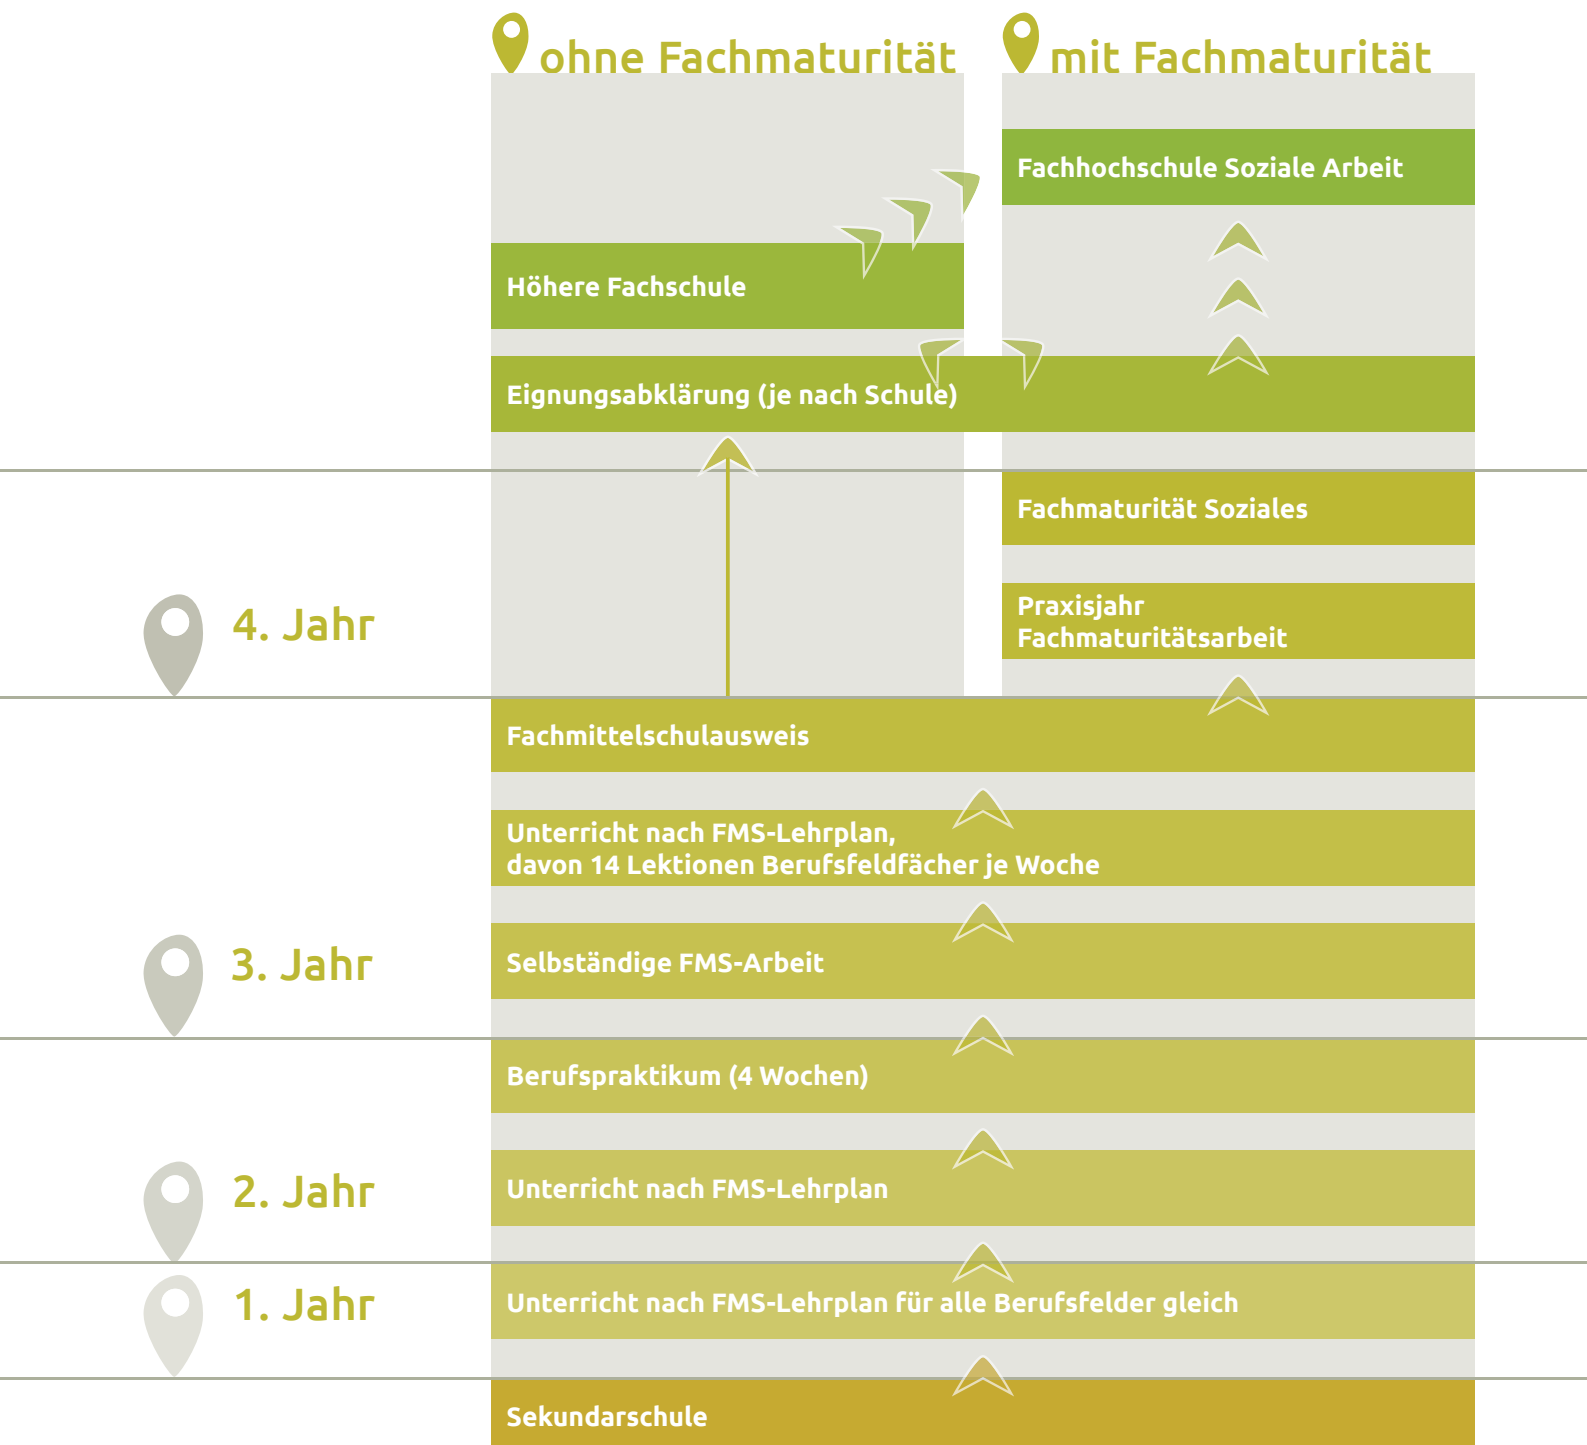 ohne Fachmaturität
mit Fachmaturität
Fachhochschule Soziale Arbeit
Höhere Fachschule
Eignungsabklärung (je nach Schule)
Fachmaturität Soziales
4. Jahr
Praxisjahr
Fachmaturitätsarbeit
Fachmittelschulausweis
Unterricht nach FMS-Lehrplan,
davon 14 Lektionen Berufsfeldfächer je Woche
3. Jahr
Selbständige FMS-Arbeit
Berufspraktikum (4 Wochen)
2. Jahr
Unterricht nach FMS-Lehrplan
1. Jahr
Unterricht nach FMS-Lehrplan für alle Berufsfelder gleich
Sekundarschule